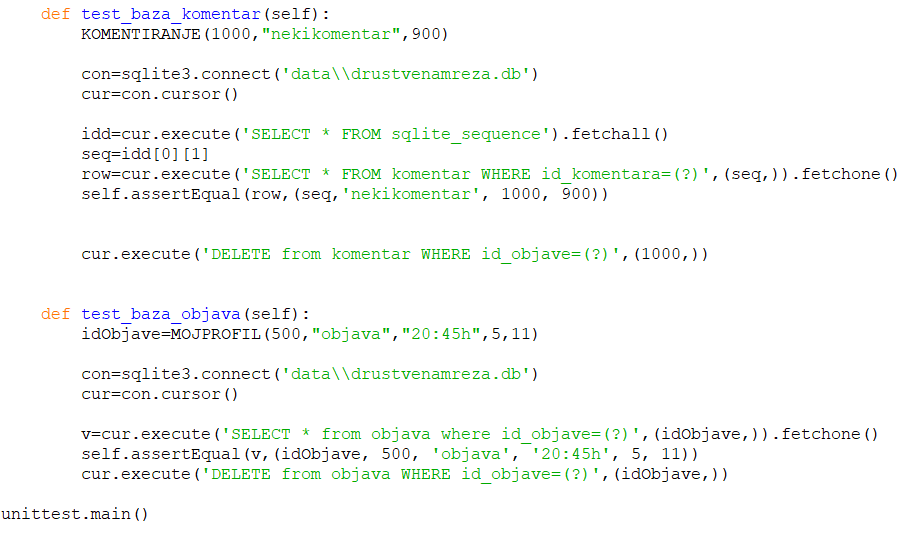 def test_baza_komentar(self):
        KOMENTIRANJE(1000,"nekikomentar",900)

        con=sqlite3.connect('data\\drustvenamreza.db')
        cur=con.cursor()

        idd=cur.execute('SELECT * FROM sqlite_sequence').fetchall()
        seq=idd[0][1]
        row=cur.execute('SELECT * FROM komentar WHERE id_komentara=(?)',(seq,)).fetchone()
        self.assertEqual(row,(seq,'nekikomentar', 1000, 900))


        cur.execute('DELETE from komentar WHERE id_objave=(?)',(1000,))


    def test_baza_objava(self):
        idObjave=MOJPROFIL(500,"objava","20:45h",5,11)

        con=sqlite3.connect('data\\drustvenamreza.db')
        cur=con.cursor()

        v=cur.execute('SELECT * from objava where id_objave=(?)',(idObjave,)).fetchone()
        self.assertEqual(v,(idObjave, 500, 'objava', '20:45h', 5, 11))
        cur.execute('DELETE from objava WHERE id_objave=(?)',(idObjave,))

unittest.main()